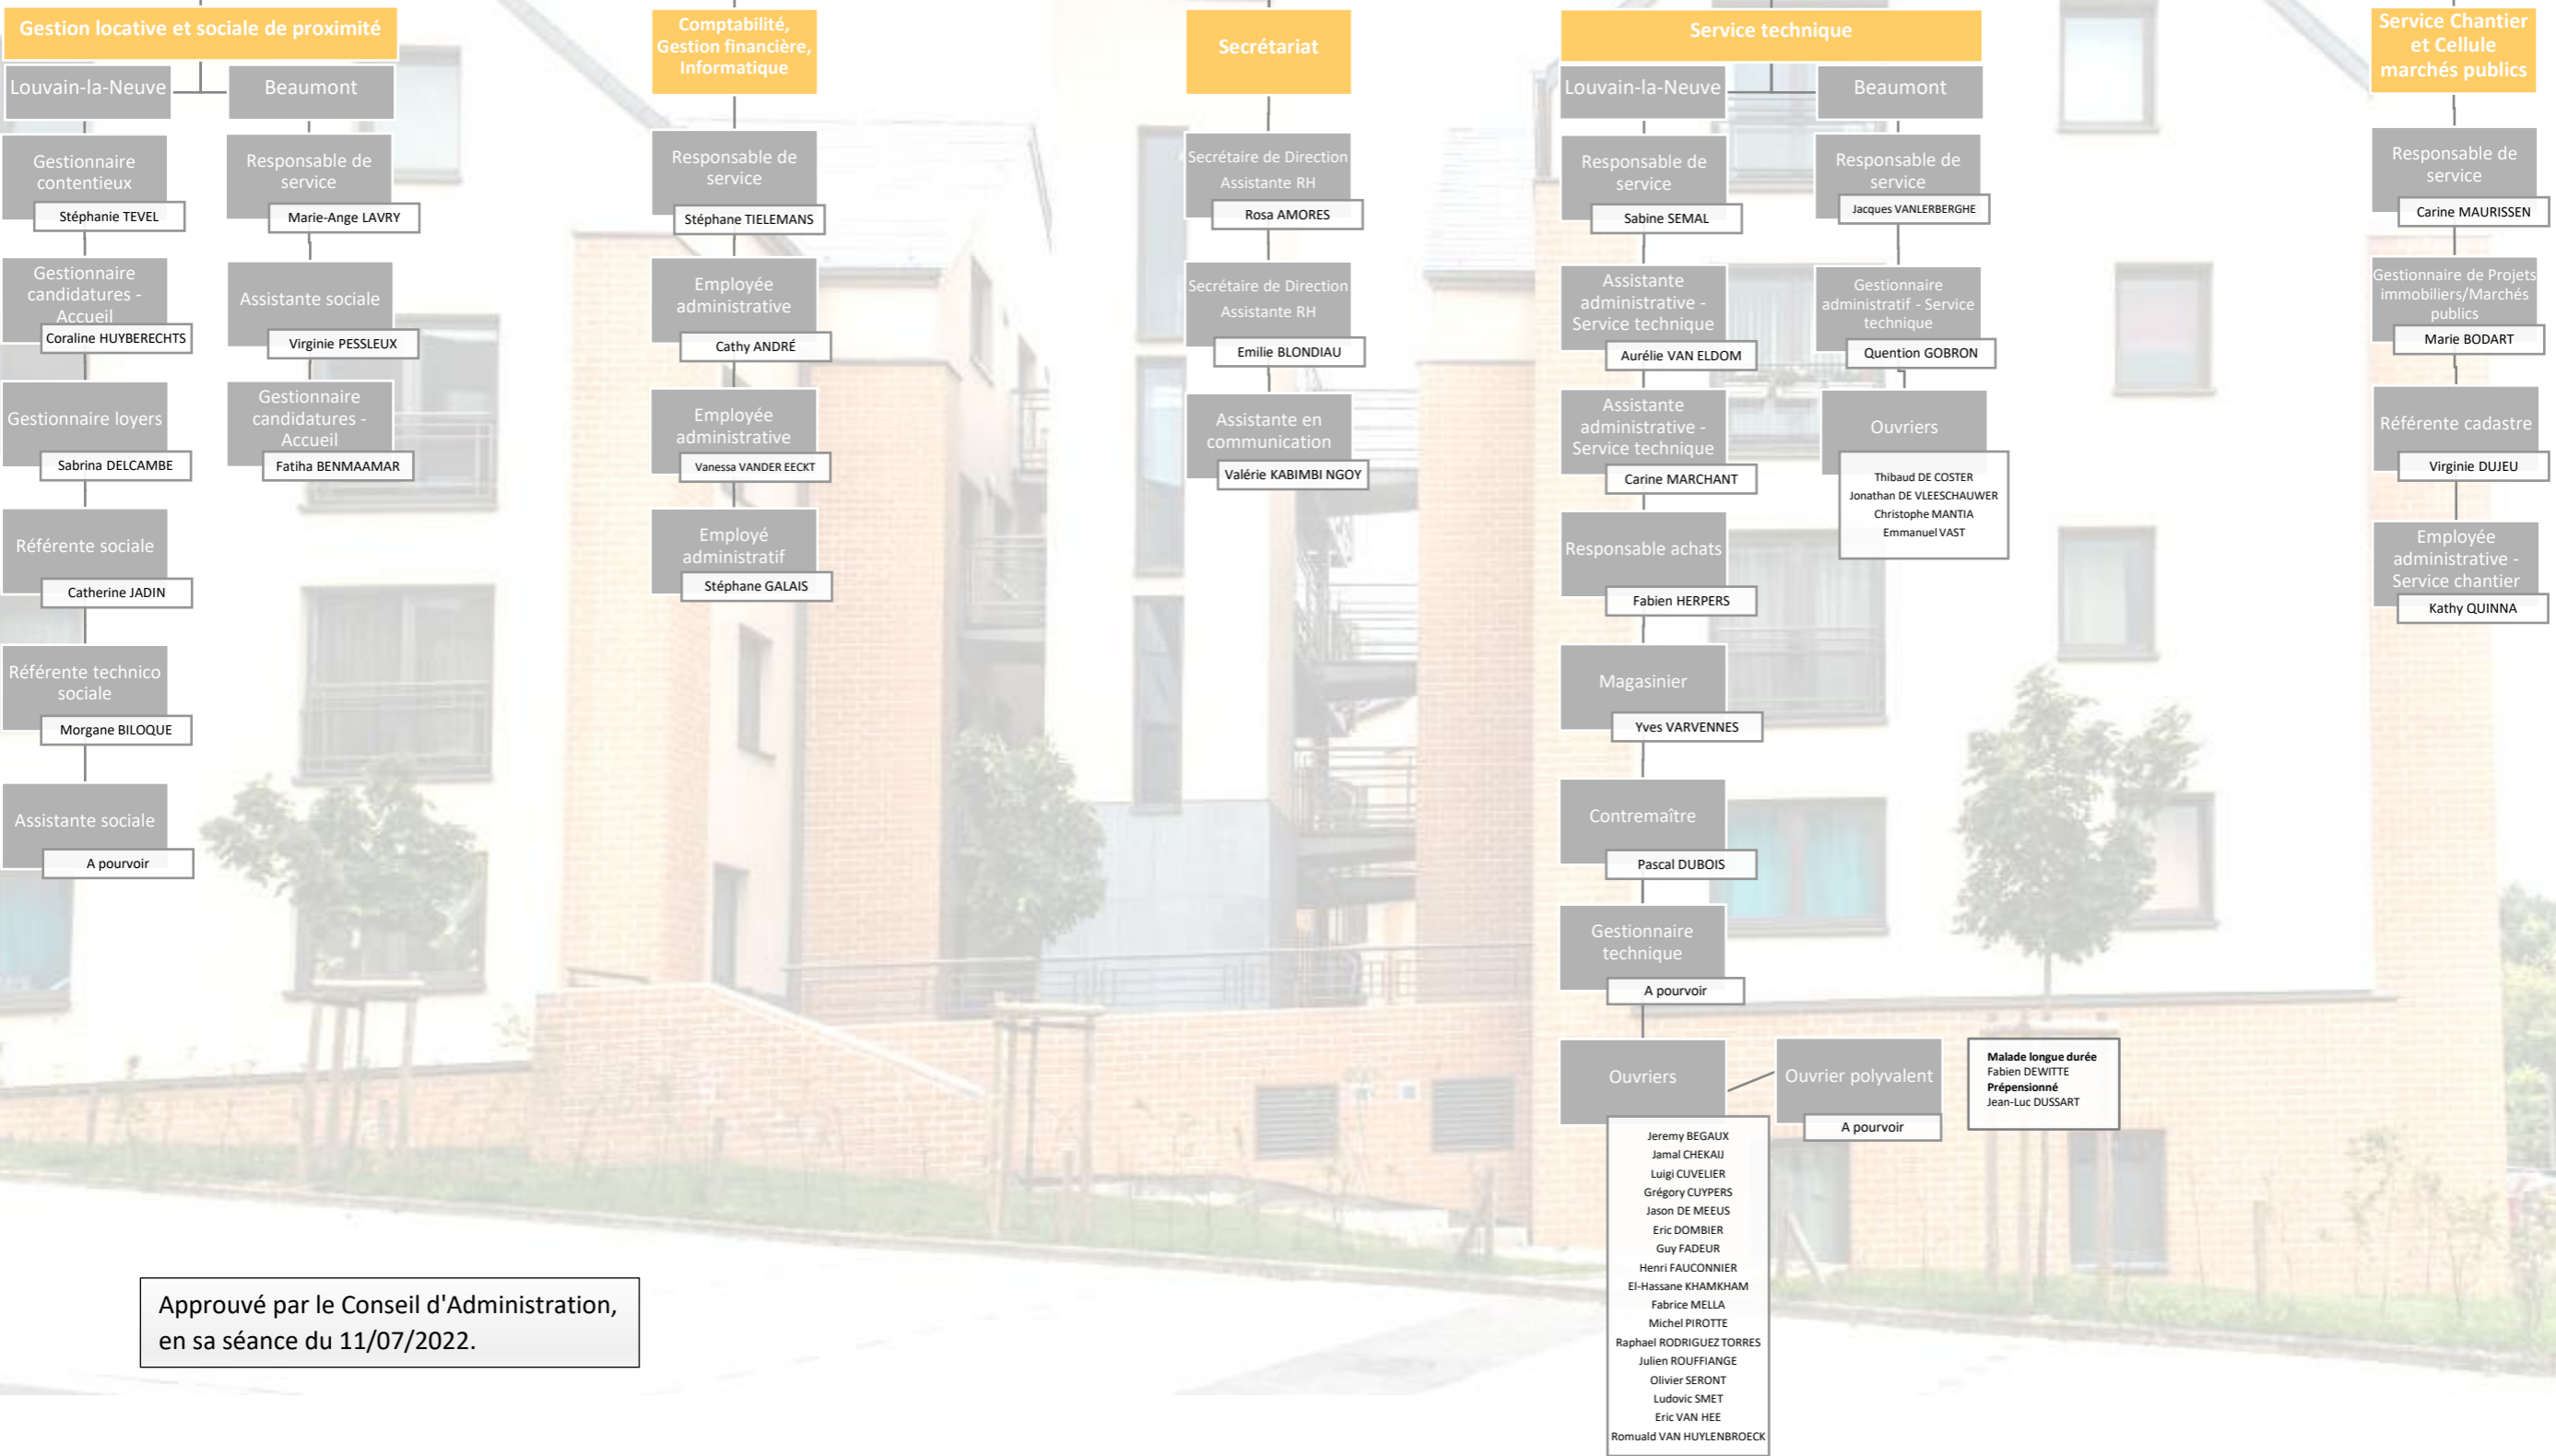 Gestion locative et sociale de proximité
Louvain-la-Neuve
Gestionnaire
contentieux
Stéphanie TEVEL
Gestionnaire
candidatures -
Accueil
Coraline HUYBERECHTS
Gestionnaire loyers
Sabrina DELCAMBE
Référente sociale
Catherine JADIN
Référente technico
sociale
Morgane BILOQUE
Assistante sociale
A pourvoir
Beaumont
Responsable de
service
Marie-Ange LAVRY
Assistante sociale
Virginie PESSLEUX
Gestionnaire
candidatures -
Accueil
Fatiha BENMAAMAR
Comptabilité,
Gestion financière,
Informatique
Responsable de
service
Stéphane TIELEMANS
Employée
administrative
Cathy ANDRÉ
Employée
administrative
Vanessa VANDER EECKT
Employé
administratif
Stéphane GALAIS
Secrétariat
Secrétaire de Direction
Assistante RH
Rosa AMORES
Secrétaire de Direction
Assistante RH
Emilie BLONDIAU
Assistante en
communication
Valérie KABIMBI NGOY
Service technique
Louvain-la-Neuve
Responsable de
service
Sabine SEMAL
Assistante
administrative -
Service technique
Aurélie VAN ELDOM
Assistante
administrative -
Service technique
Carine MARCHANT
Responsable achats
Fabien HERPERS
Magasinier
Yves VARVENNES
Contremaître
Pascal DUBOIS
Gestionnaire
technique
A pourvoir
Ouvriers
Jeremy BEGAUX
Jamal CHEKAIJ
Luigi CUVELIER
Grégory CUYPERS
Jason DE MEEUS
Eric DOMBIER
Guy FADEUR
Henri FAUCONNIER
El-Hassane KHAMKHAM
Fabrice MELLA
Michel PIROTTE
Raphael RODRIGUEZ TORRES
Julien ROUFFIANGE
Olivier SERONT
Ludovic SMET
Eric VAN HEE
Romuald VAN HUYLENBROECK
Ouvrier polyvalent
A pourvoir
Malade longue durée
Fabien DEWITTE
Prépensionné
Jean-Luc DUSSART
Beaumont
Responsable de
service
Jacques VANLERBERGHE
Gestionnaire
administratif - Service
technique
Quention GOBRON
Ouvriers
Thibaud DE COSTER
Jonathan DE VLEESCHAUWER
Christophe MANTIA
Emmanuel VAST
Service Chantier
et Cellule
marchés publics
Responsable de
service
Carine MAURISSEN
Gestionnaire de Projets
immobiliers/Marchés
publics
Marie BODART
Référente cadastre
Virginie DUJEU
Employée
administrative -
Service chantier
Kathy QUINNA
Approuvé par le Conseil d'Administration,
en sa séance du 11/07/2022.